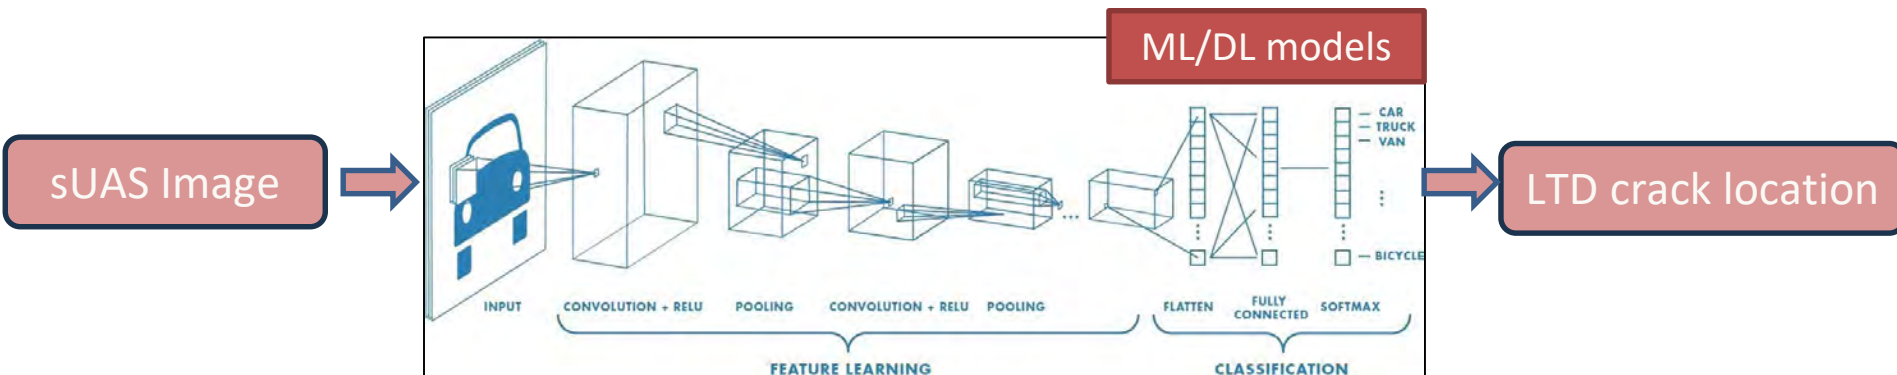 ML/DL models
sUAS Image
CAR
TRUCK
VAN
LTD crack location
BICYCLE
INPUT
CONVOLUTION + RELU
POOLING
CONVOLUTION + RELU
POOLING
FLATTEN
FULLY
CONNECTED
SOFTMAX
FEATURE LEARNING
CLASSIFICATION